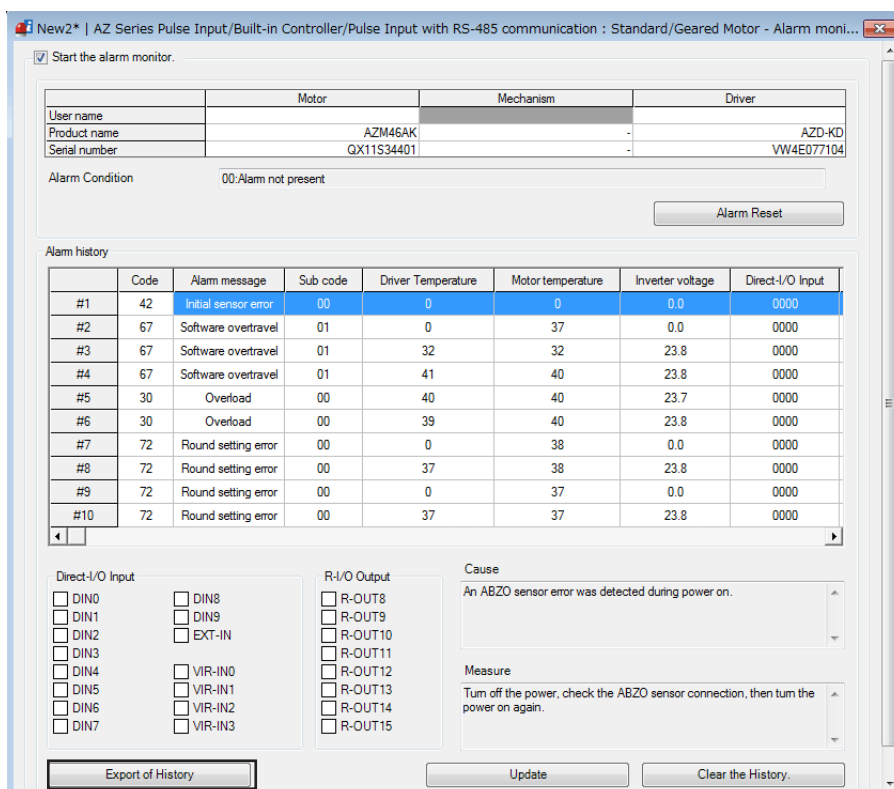 New2* | AZ Series Pulse Input/Built-in Controller/Pulse Input with RS-485 communication : Standard/Geared Motor - Alarm moni...
Start the alarm monitor.
Motor Mechanism Driver
User name
Product name AZM46AK - AZD-KD
Serial number QX11S34401 - VW4E077104
Alarm Condition 00:Alarm not present
Alarm Reset
Alarm history
Code Alarm message Sub code Driver Temperature Motor temperature Inverter voltage Direct-I/O Input
#1 42 Initial sensor error 00 0 0 0.0 0000
#2 67 Software overtravel 01 0 37 0.0 0000
#3 67 Software overtravel 01 32 32 23.8 0000
#4 67 Software overtravel 01 41 40 23.8 0000
#5 30 Overload 00 40 40 23.7 0000
#6 30 Overload 00 39 40 23.8 0000
#7 72 Round setting error 00 0 38 0.0 0000
#8 72 Round setting error 00 37 38 23.8 0000
#9 72 Round setting error 00 0 37 0.0 0000
#10 72 Round setting error 00 37 37 23.8 0000
Direct-I/O Input
DIN0 DIN8
DIN1 DIN9
DIN2 EXT-IN
DIN3
DIN4 VIR-IN0
DIN5 VIR-IN1
DIN6 VIR-IN2
DIN7 VIR-IN3
R-I/O Output
R-OUT8
R-OUT9
R-OUT10
R-OUT11
R-OUT12
R-OUT13
R-OUT14
R-OUT15
Cause
An ABZO sensor error was detected during power on.
Measure
Turn off the power, check the ABZO sensor connection, then turn the
power on again.
Export of History Update Clear the History.